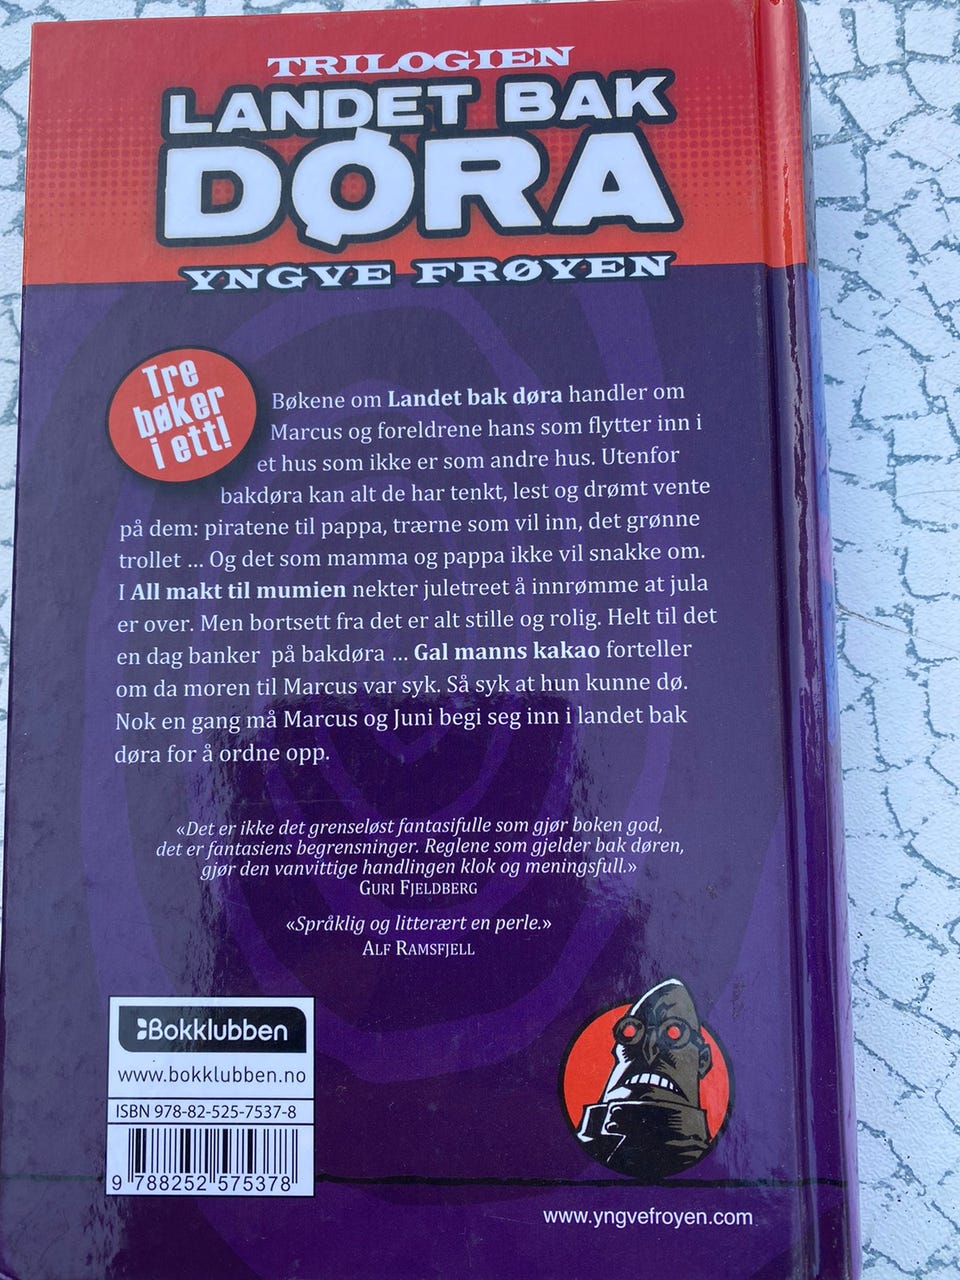 TRILOGIEN
LANDET BAK
DØRA
YNGVE FRØYEN
Tre
bøker
i ett!
Bøkene om Landet bak døra handler om
Marcus og foreldrene hans som flytter inn i
et hus som ikke er som andre hus. Utenfor
bakdøra kan alt de har tenkt, lest og drømt vente
på dem: piratene til pappa, trærne som vil inn, det grønne
trollet ... Og det som mamma og pappa ikke vil snakke om.
I All makt til mumien nekter juletreet å innrømme at jula
er over. Men bortsett fra det er alt stille og rolig. Helt til det
en dag banker på bakdøra ... Gal manns kakao forteller
om da moren til Marcus var syk. Så syk at hun kunne dø.
Nok en gang må Marcus og Juni begi seg inn i landet bak
døra for å ordne opp.
«Det er ikke det grenseløst fantasifulle som gjør boken god,
det er fantasiens begrensninger. Reglene som gjelder bak døren,
gjør den vanvittige handlingen klok og meningsfull.»
GURI FJELDBERG
«Språklig og litterært en perle.»
ALF RAMSFJELL
Bokklubben
www.bokklubben.no
ISBN 978-82-525-7537-8
9 788252 575378
www.yngvefroyen.com